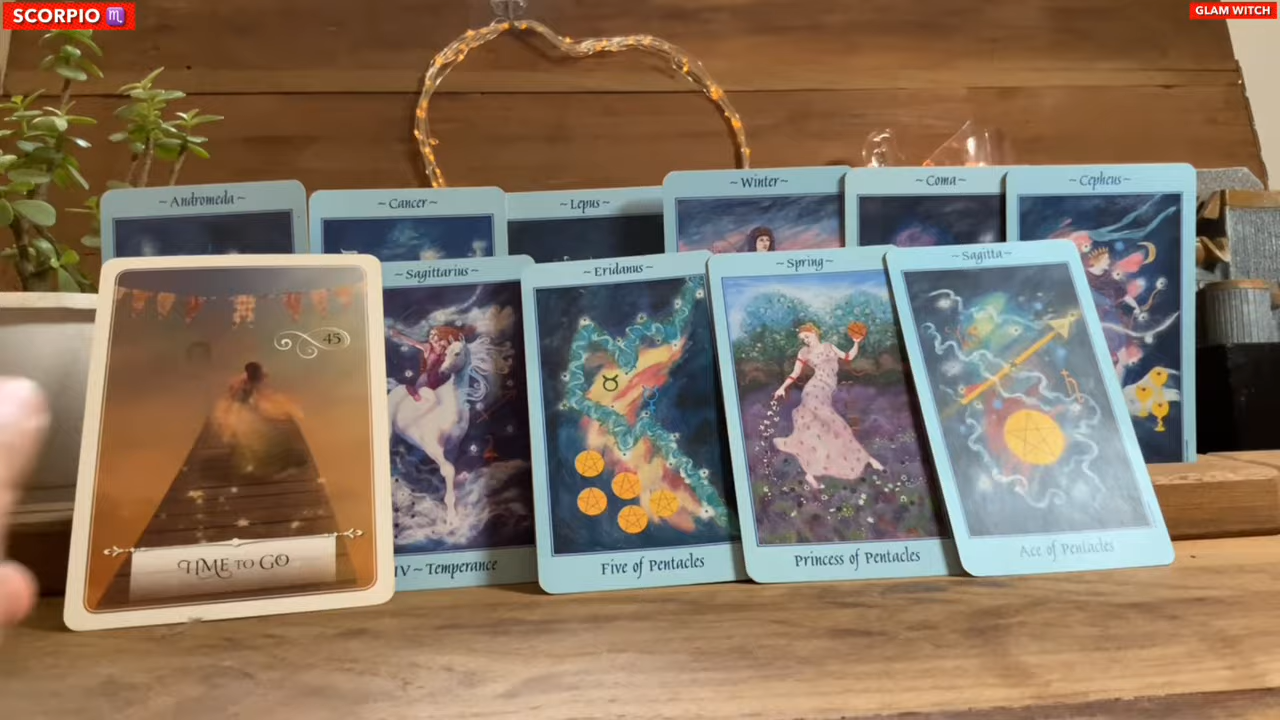 SCORPIO ♏
GLAM WITCH
~ Andromeda ~
~ Cancer ~
~ Lepus ~
~ Winter ~
~ Coma ~
~ Cepheus ~
45
TIME TO GO
~ Sagittarius ~
IV ~ Temperance
~ Eridanus ~
♉
Five of Pentacles
~ Spring ~
Princess of Pentacles
~ Sagitta ~
♄
Ace of Pentacles